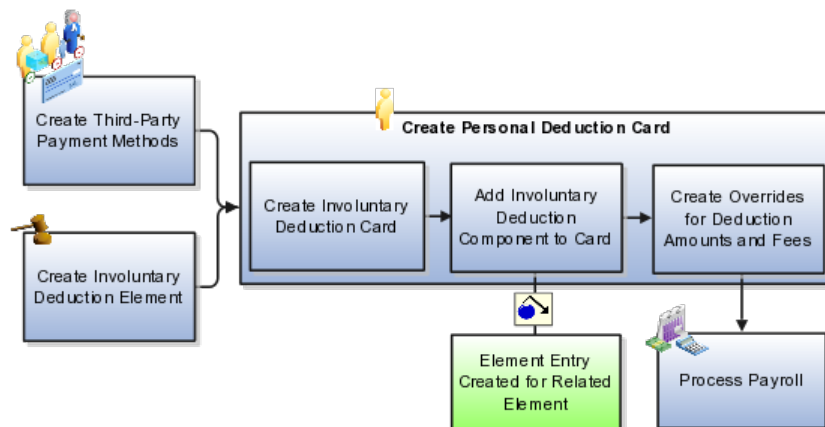 Create Third-Party
Payment Methods
Create Involuntary
Deduction Element
Create Personal Deduction Card
Create Involuntary
Deduction Card
Add Involuntary
Deduction
Component to Card
Create Overrides
for Deduction
Amounts and Fees
Element Entry
Created for Related
Element
Process Payroll